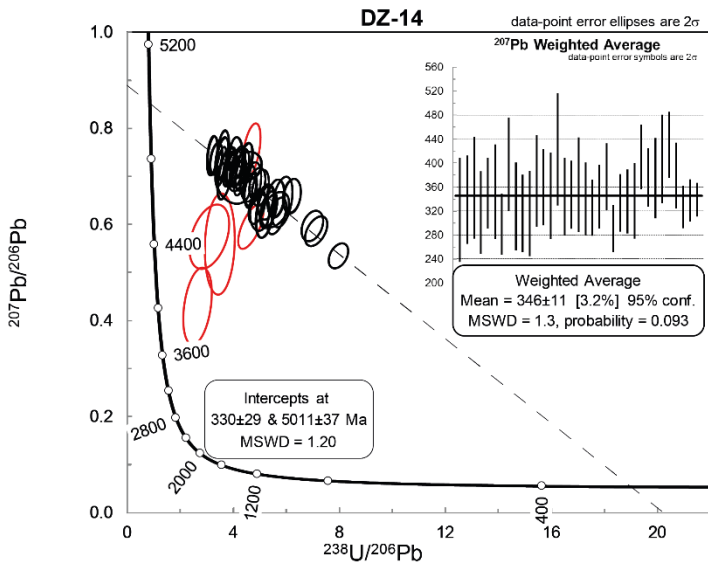 DZ-14
data-point error ellipses are 2σ
²⁰⁷Pb/²⁰⁶Pb
1.0
0.8
0.6
0.4
0.2
0.0
5200
4400
3600
2800
2000
1200
400
Intercepts at
330±29 & 5011±37 Ma
MSWD = 1.20
²⁰⁷Pb Weighted Average
data-point error symbols are 2σ
560
520
480
440
400
360
320
280
240
200
Weighted Average
Mean = 346±11 [3.2%] 95% conf.
MSWD = 1.3, probability = 0.093
0 4 8 12 16 20
²³⁸U/²⁰⁶Pb